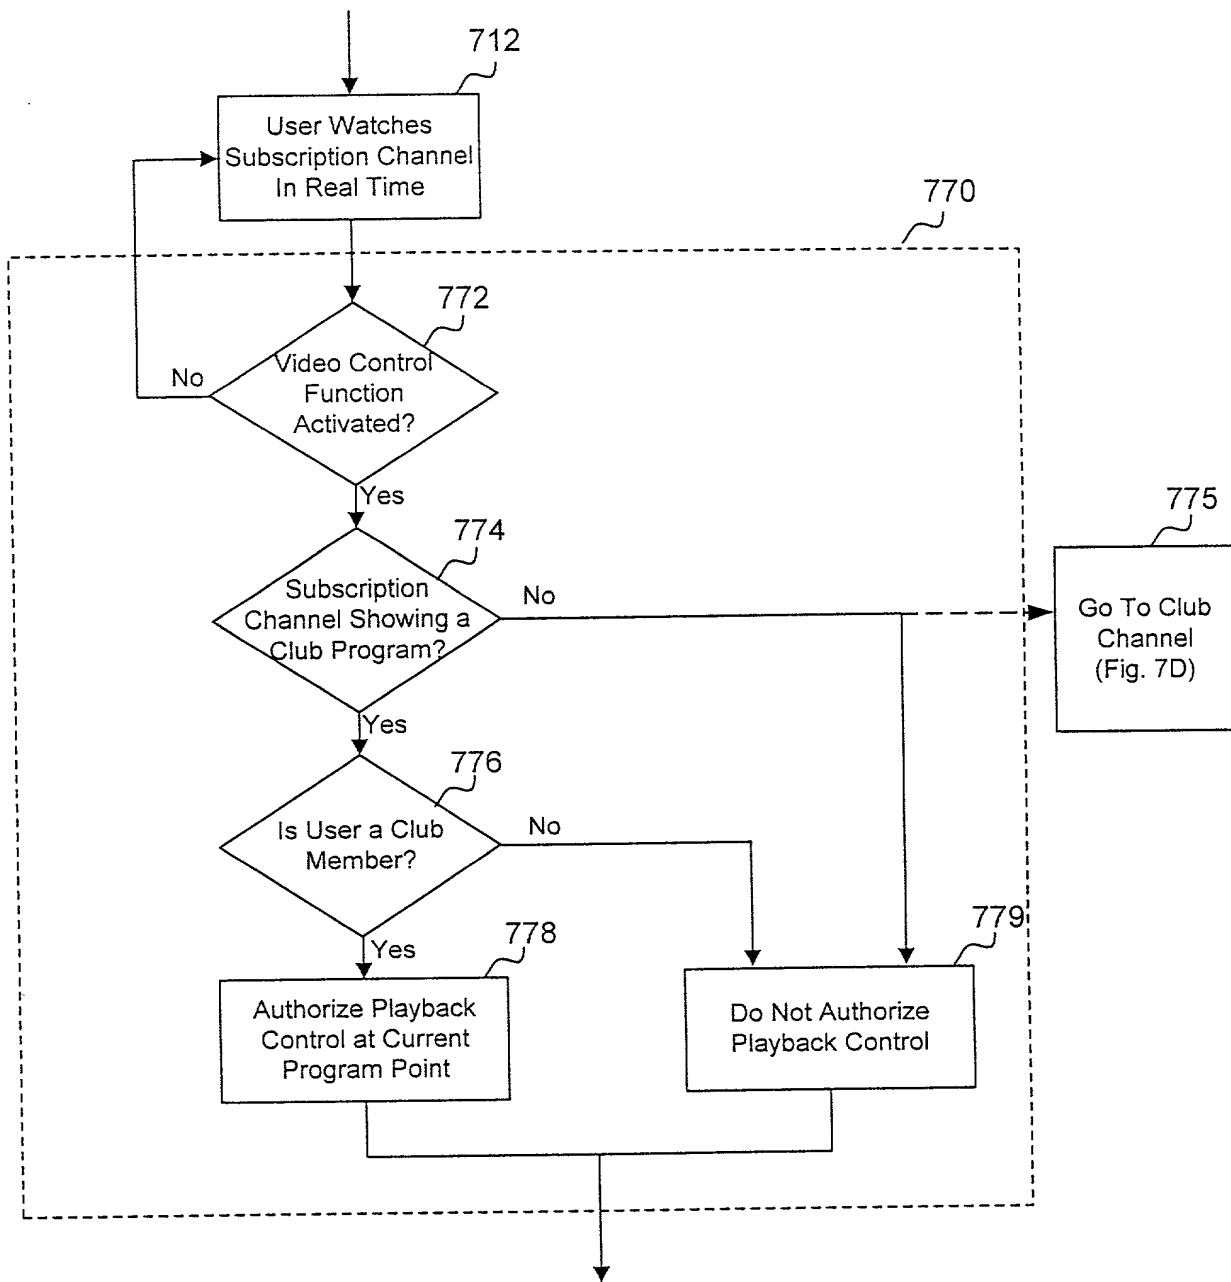 712
User Watches
Subscription Channel
In Real Time
770
772
Video Control
Function
Activated?
No
Yes
774
Subscription
Channel Showing a
Club Program?
No
775
Go To Club
Channel
(Fig. 7D)
Yes
776
Is User a Club
Member?
No
Yes
778
Authorize Playback
Control at Current
Program Point
779
Do Not Authorize
Playback Control